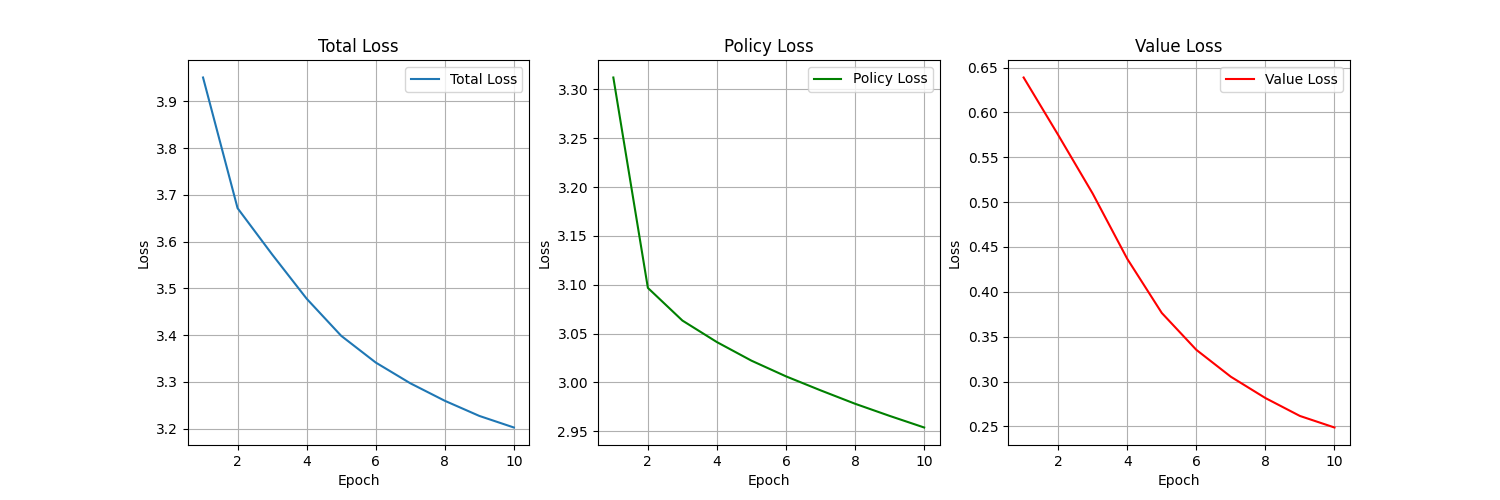 Total Loss
Total Loss
3.9
3.8
3.7
3.6
3.5
3.4
3.3
3.2
Loss
2 4 6 8 10
Epoch
Policy Loss
Policy Loss
3.30
3.25
3.20
3.15
3.10
3.05
3.00
2.95
Loss
2 4 6 8 10
Epoch
Value Loss
Value Loss
0.65
0.60
0.55
0.50
0.45
0.40
0.35
0.30
0.25
Loss
2 4 6 8 10
Epoch